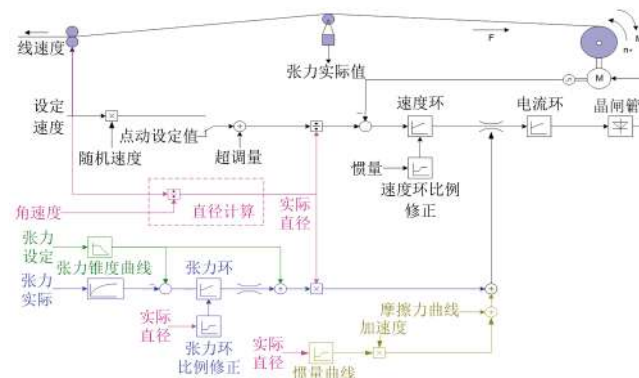 线速度
F
M
n+
张力实际值
M
设定
速度
点动设定值
随机速度
超调量
速度环
电流环
晶闸管
惯量
速度环比例
修正
角速度
直径计算
实际
直径
张力
设定
张力锥度曲线
张力
实际
张力环
实际
直径
张力环
比例修正
摩擦力曲线
加速度
实际
直径
惯量曲线